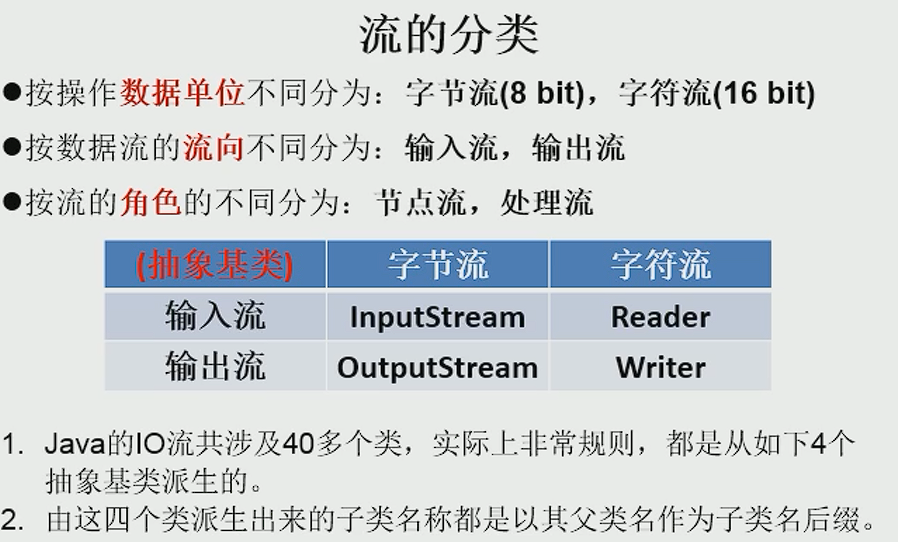 流的分类
●按操作数据单位不同分为：字节流(8 bit)，字符流(16 bit)
●按数据流的流向不同分为：输入流，输出流
●按流的角色的不同分为：节点流，处理流
(抽象基类) 字节流 字符流
输入流 InputStream Reader
输出流 OutputStream Writer
1. Java的IO流共涉及40多个类，实际上非常规则，都是从如下4个
抽象基类派生的。
2. 由这四个类派生出来的子类名称都是以其父类名作为子类名后缀。